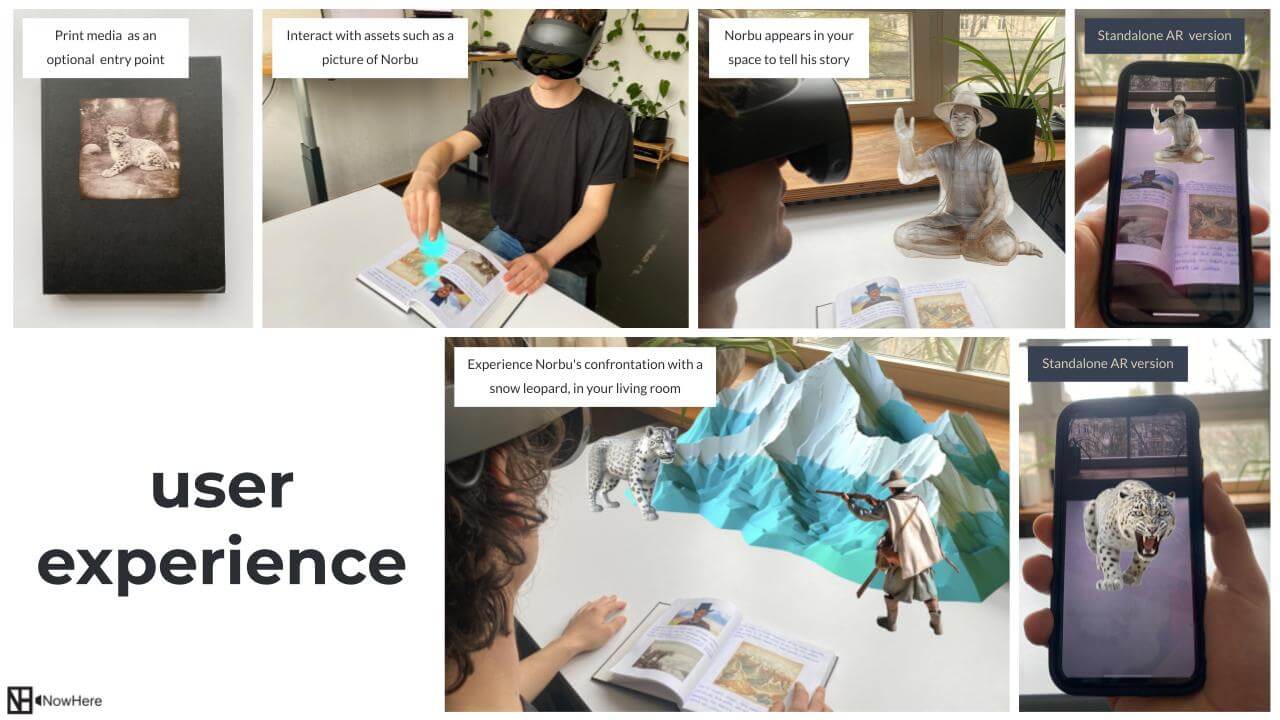 Print media as an
optional entry point
Interact with assets such as a
picture of Norbu
Norbu appears in your
space to tell his story
Standalone AR version
Experience Norbu's confrontation with a
snow leopard, in your living room
Standalone AR version
user
experience
NH NowHere